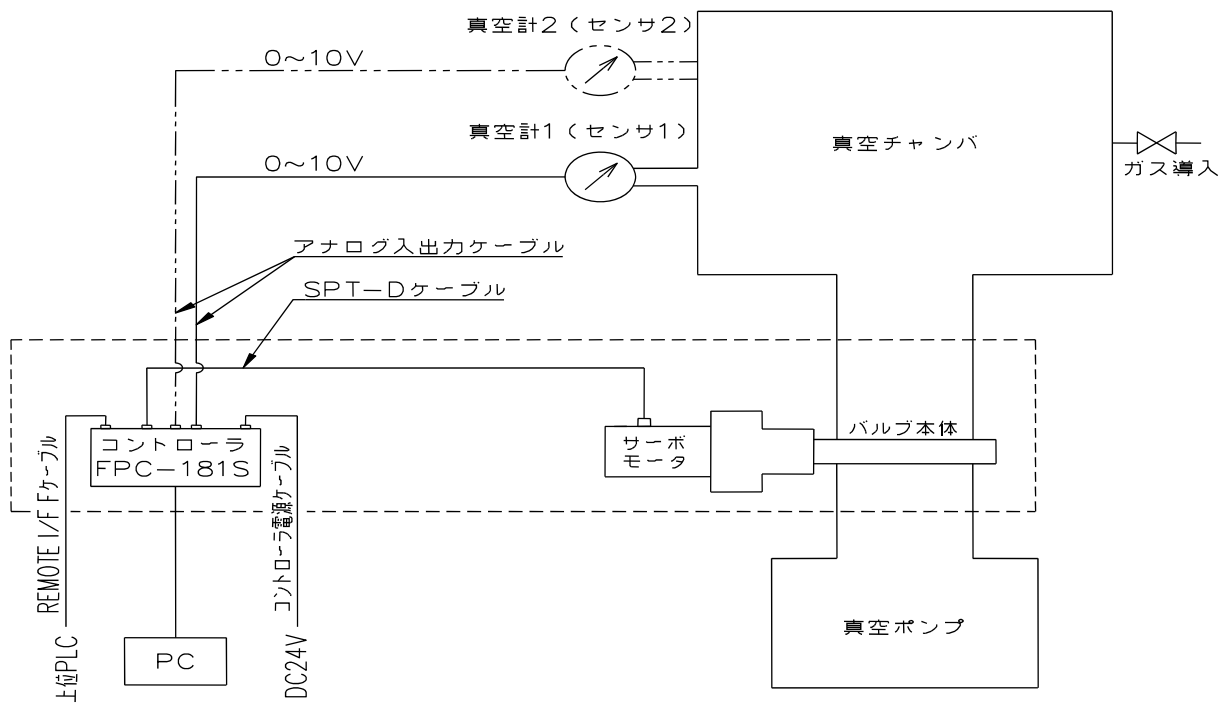 真空計2(センサ2)
0~10V
真空計1(センサ1)
0~10V
真空チャンバ
ガス導入
アナログ入出力ケーブル
SPT-Dケーブル
コントローラ
FPC-181S
サーボ
モータ
バルブ本体
REMOTE I/F Fケーブル
上位PLC
コントローラ電源ケーブル
DC24V
PC
真空ポンプ